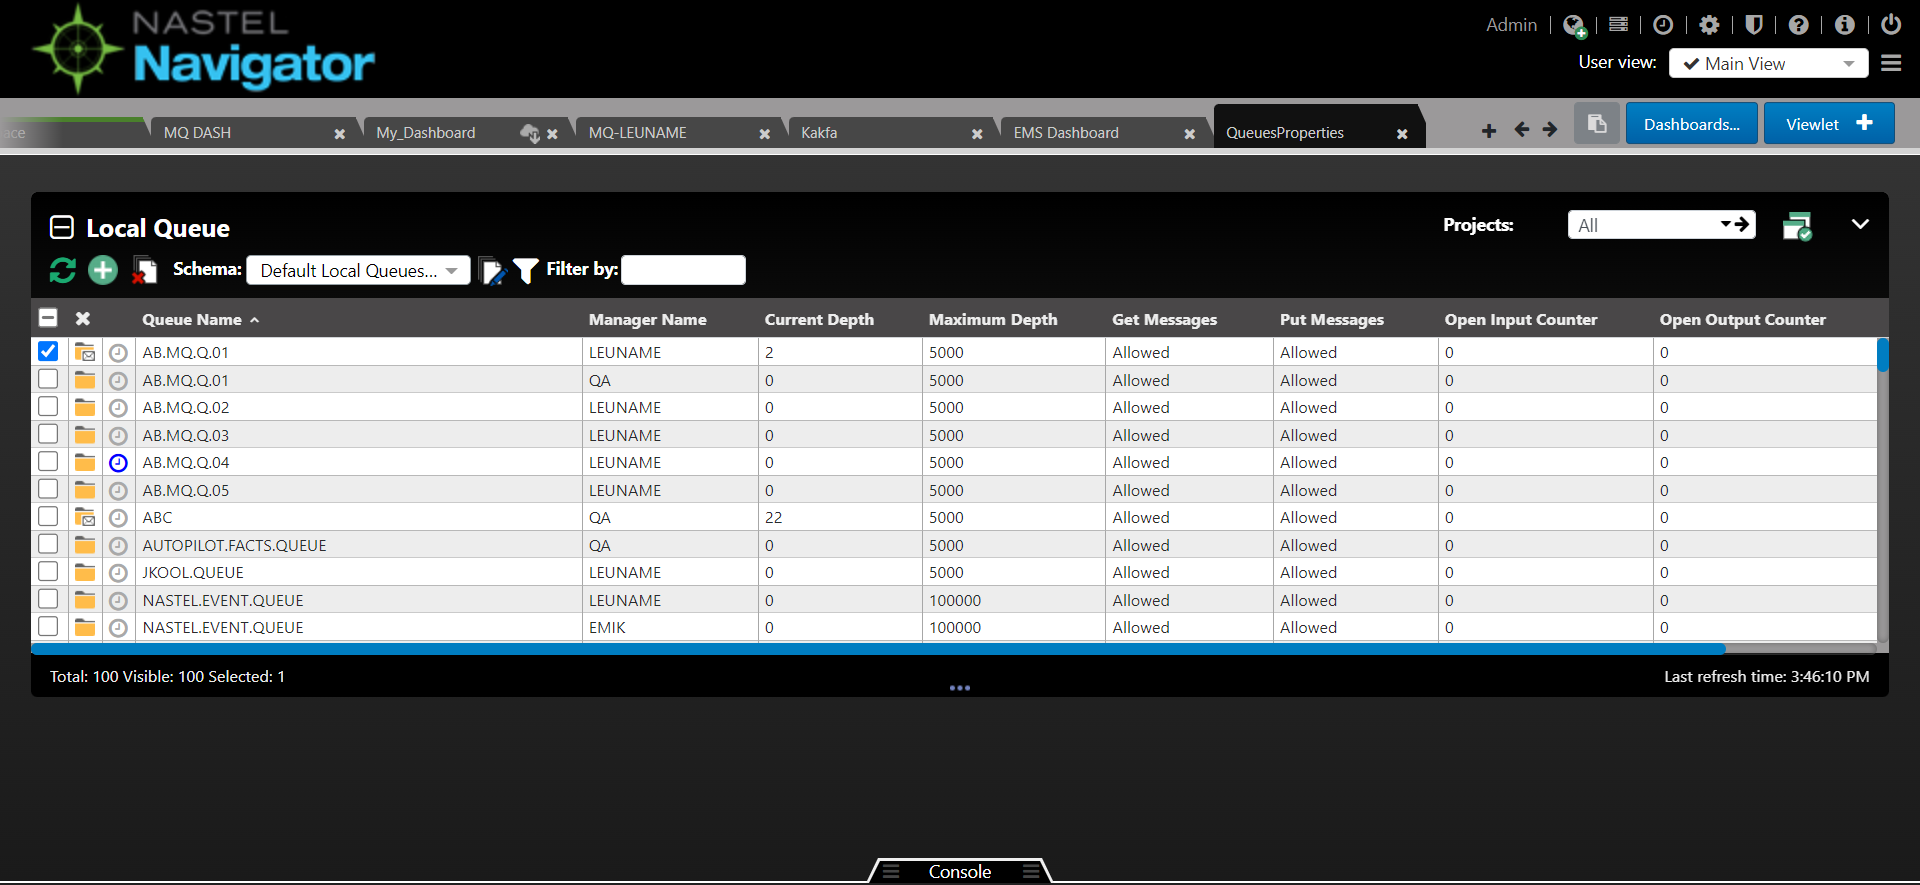 NASTEL
Navigator
Admin
User view: Main View
ace
MQ DASH
My_Dashboard
MQ-LEUNAME
Kakfa
EMS Dashboard
QueuesProperties
Dashboards...
Viewlet
Local Queue
Projects: All
Schema: Default Local Queues... Filter by:
Queue Name Manager Name Current Depth Maximum Depth Get Messages Put Messages Open Input Counter Open Output Counter
AB.MQ.Q.01 LEUNAME 2 5000 Allowed Allowed 0 0
AB.MQ.Q.01 QA 0 5000 Allowed Allowed 0 0
AB.MQ.Q.02 LEUNAME 0 5000 Allowed Allowed 0 0
AB.MQ.Q.03 LEUNAME 0 5000 Allowed Allowed 0 0
AB.MQ.Q.04 LEUNAME 0 5000 Allowed Allowed 0 0
AB.MQ.Q.05 LEUNAME 0 5000 Allowed Allowed 0 0
ABC QA 22 5000 Allowed Allowed 0 0
AUTOPILOT.FACTS.QUEUE QA 0 5000 Allowed Allowed 0 0
JKOOL.QUEUE LEUNAME 0 5000 Allowed Allowed 0 0
NASTEL.EVENT.QUEUE LEUNAME 0 100000 Allowed Allowed 0 0
NASTEL.EVENT.QUEUE EMIK 0 100000 Allowed Allowed 0 0
Total: 100 Visible: 100 Selected: 1
Last refresh time: 3:46:10 PM
Console